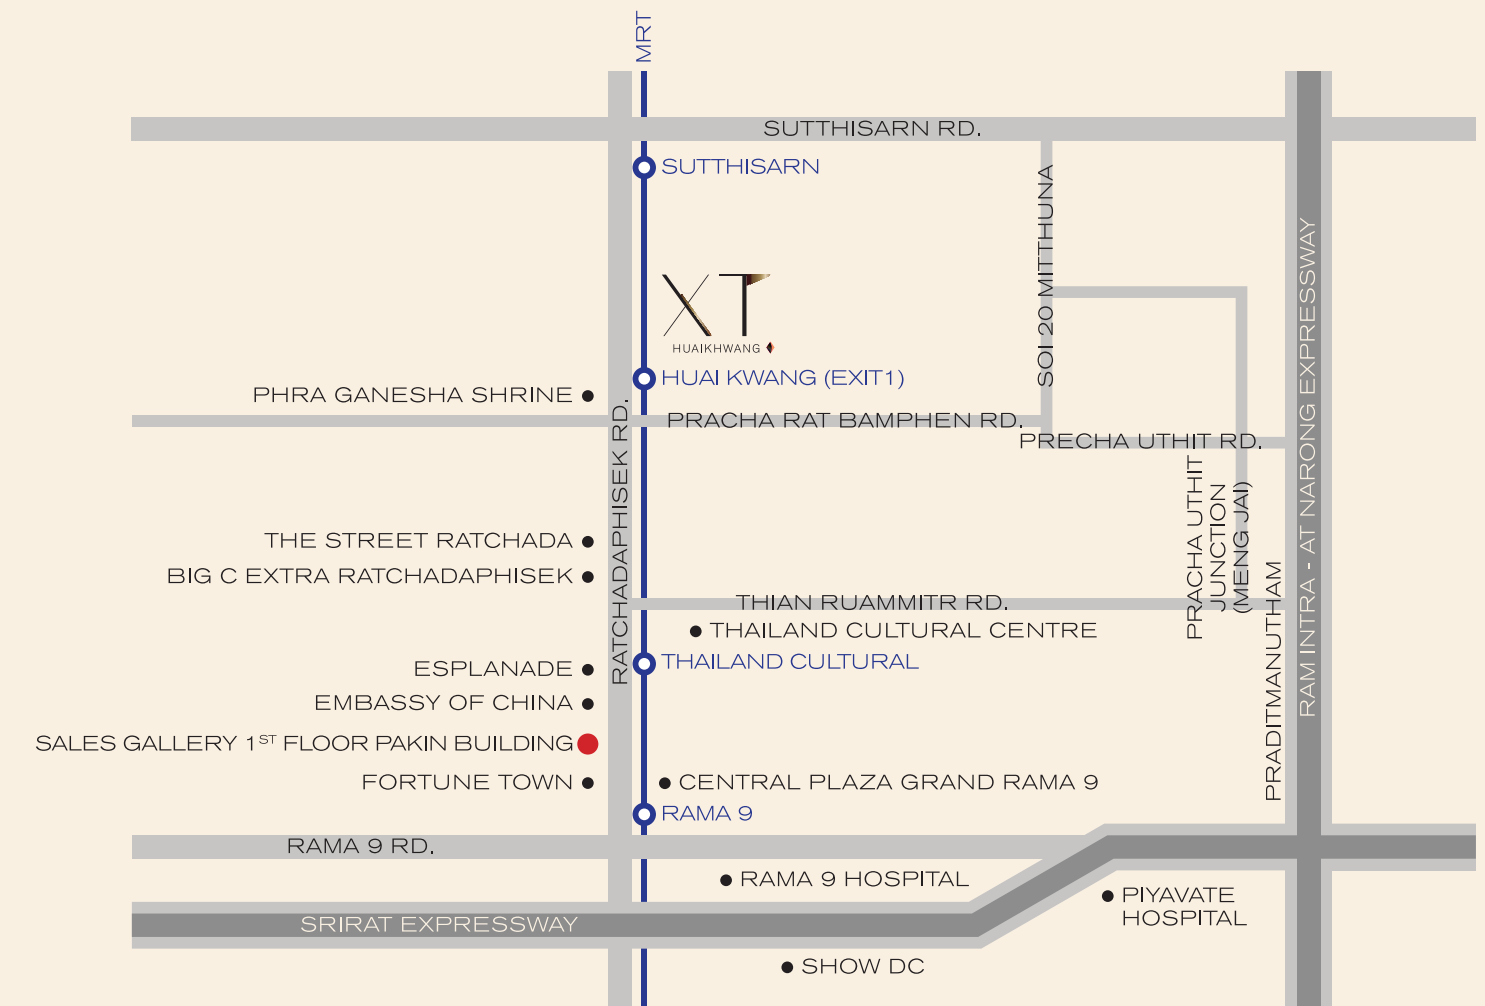 MRT
SUTTHISARN RD.
SUTTHISARN
SOI 20 MITTHUNA
XT
HUAIKHWANG
HUAI KWANG (EXIT1)
PHRA GANESHA SHRINE
PRACHA RAT BAMPHEN RD.
PRECHA UTHIT RD.
RATCHADAPHISEK RD.
RAM INTRA - AT NARONG EXPRESSWAY
PRACHA UTHIT
JUNCTION
(MENG JAI)
THE STREET RATCHADA
BIG C EXTRA RATCHADAPHISEK
THIAN RUAMMITR RD.
THAILAND CULTURAL CENTRE
THAILAND CULTURAL
ESPLANADE
EMBASSY OF CHINA
SALES GALLERY 1ST FLOOR PAKIN BUILDING
FORTUNE TOWN
CENTRAL PLAZA GRAND RAMA 9
PRADITMANUTHAM
RAMA 9
RAMA 9 RD.
RAMA 9 HOSPITAL
PIYAVATE
HOSPITAL
SRIRAT EXPRESSWAY
SHOW DC